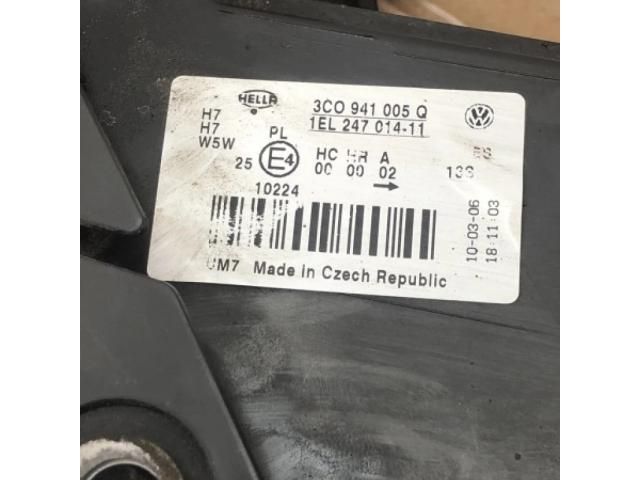 HELLA
3C0 941 005 Q
1EL 247 014-11
H7
H7
W5W
PL
25 E4
HC HR A
00 00 02
10224
Made in Czech Republic
10-03-06
18:11:03